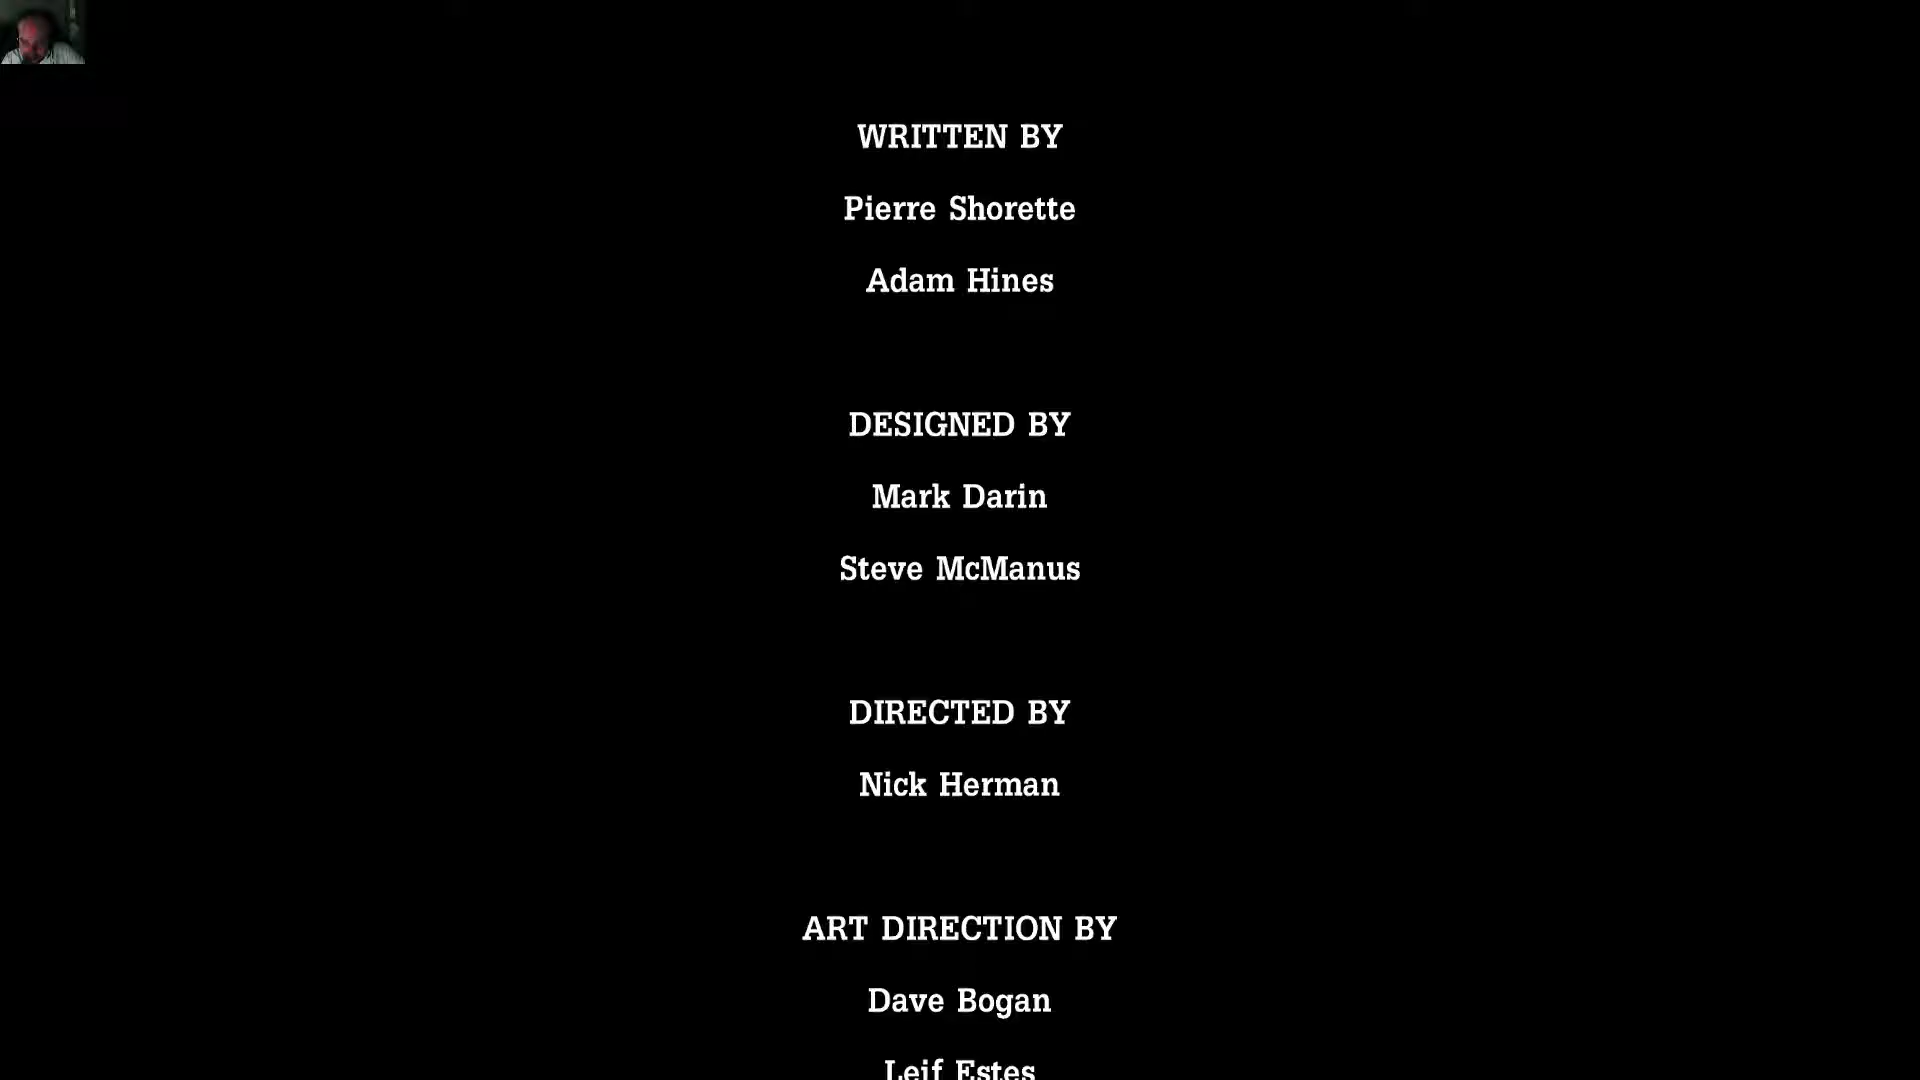 WRITTEN BY
Pierre Shorette
Adam Hines
DESIGNED BY
Mark Darin
Steve McManus
DIRECTED BY
Nick Herman
ART DIRECTION BY
Dave Bogan
Leif Estes